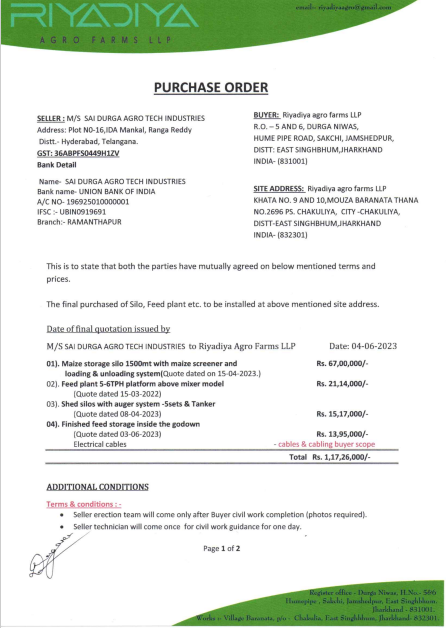 RIYADIYA
AGRO FARMS LLP
email:- riyadiyaagro@gmail.com
PURCHASE ORDER
SELLER : M/S SAI DURGA AGRO TECH INDUSTRIES
Address: Plot N0-16,IDA Mankal, Ranga Reddy
Distt.- Hyderabad, Telangana.
GST: 36ABPFS0449H1ZV
Bank Detail
Name- SAI DURGA AGRO TECH INDUSTRIES
Bank name- UNION BANK OF INDIA
A/C NO- 196925010000001
IFSC :- UBIN0919691
Branch:- RAMANTHAPUR
BUYER: Riyadiya agro farms LLP
R.O. – 5 AND 6, DURGA NIWAS,
HUME PIPE ROAD, SAKCHI, JAMSHEDPUR,
DISTT: EAST SINGHBHUM,JHARKHAND
INDIA- (831001)
SITE ADDRESS: Riyadiya agro farms LLP
KHATA NO. 9 AND 10,MOUZA BARANATA THANA
NO.2696 PS. CHAKULIYA, CITY -CHAKULIYA,
DISTT-EAST SINGHBHUM,JHARKHAND
INDIA- (832301)
This is to state that both the parties have mutually agreed on below mentioned terms and
prices.
The final purchased of Silo, Feed plant etc. to be installed at above mentioned site address.
Date of final quotation issued by
M/S SAI DURGA AGRO TECH INDUSTRIES to Riyadiya Agro Farms LLP Date: 04-06-2023
01). Maize storage silo 1500mt with maize screener and Rs. 67,00,000/-
loading & unloading system(Quote dated on 15-04-2023.)
02). Feed plant 5-6TPH platform above mixer model Rs. 21,14,000/-
(Quote dated 15-03-2022)
03). Shed silos with auger system -5sets & Tanker
(Quote dated 08-04-2023) Rs. 15,17,000/-
04). Finished feed storage inside the godown
(Quote dated 03-06-2023) Rs. 13,95,000/-
Electrical cables - cables & cabling buyer scope
Total Rs. 1,17,26,000/-
ADDITIONAL CONDITIONS
Terms & conditions : -
• Seller erection team will come only after Buyer civil work completion (photos required).
• Seller technician will come once for civil work guidance for one day.
Page 1 of 2
Register office - Durga Niwas, H.No.- 5&6
Humepipe , Sakchi, Jamshedpur, East Singhbhum-
Jharkhand - 831001.
Works :- Village Baranata, p/o - Chakulia, East Singhbhum, Jharkhand- 832301.